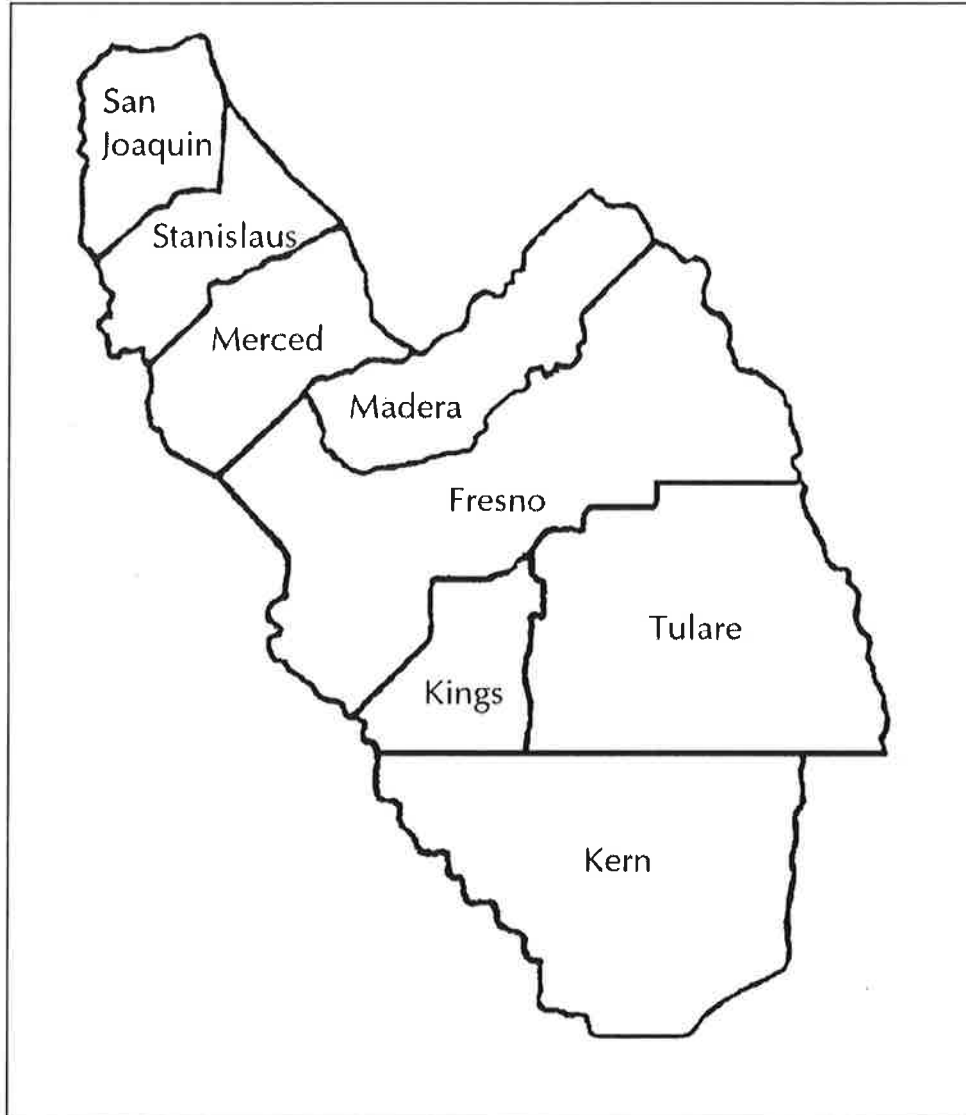 San
Joaquin
Stanislaus
Merced
Madera
Fresno
Tulare
Kings
Kern